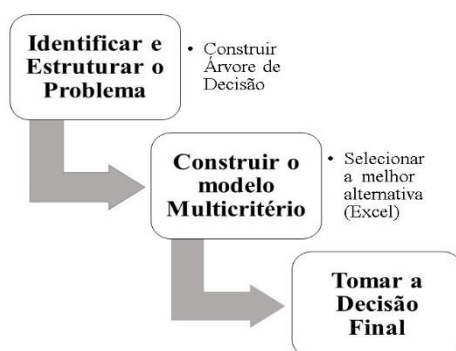 Identificar e
Estruturar o
Problema
• Construir
Árvore de
Decisão
Construir o
modelo
Multicritério
• Selecionar
a melhor
alternativa
(Excel)
Tomar a
Decisão
Final